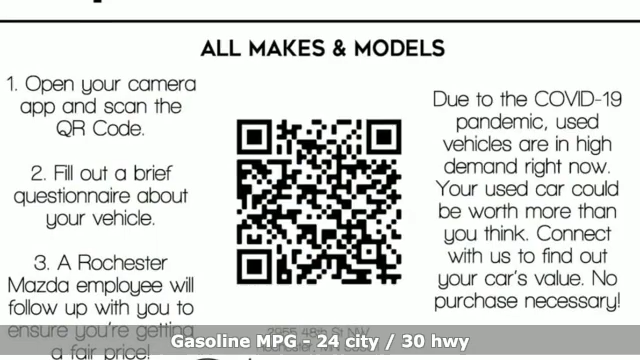 ALL MAKES & MODELS
1. Open your camera
app and scan the
QR Code.
2. Fill out a brief
questionnaire about
your vehicle.
3. A Rochester
Mazda employee will
follow up with you to
ensure you're getting
a fair price!
Due to the COVID-19
pandemic, used
vehicles are in high
demand right now.
Your used car could
be worth more than
you think. Connect
with us to find out
your car's value. No
purchase necessary!
2955 48th St NW
Gasoline MPG - 24 city / 30 hwy